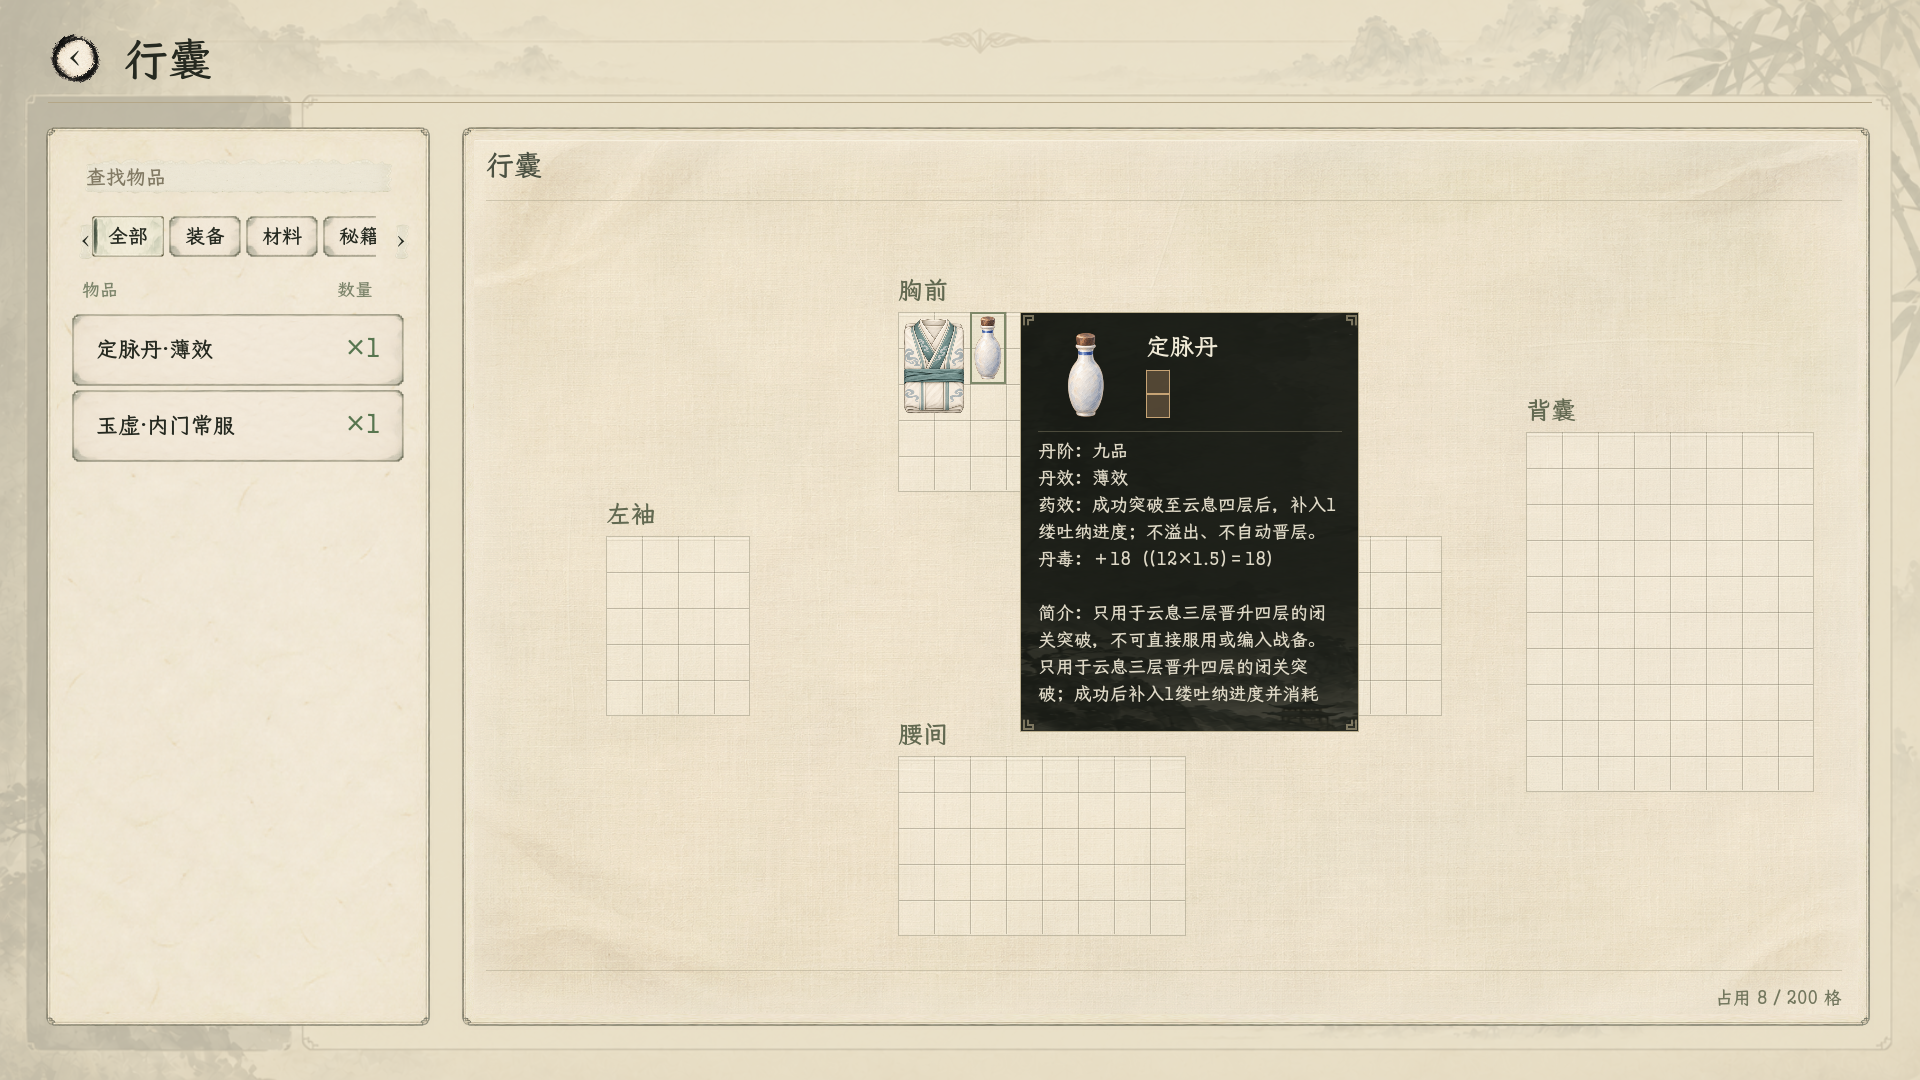 行囊
查找物品
全部 装备 材料 秘籍
物品 数量
定脉丹·薄效 ×1
玉虚·内门常服 ×1
行囊
胸前
定脉丹
丹阶：九品
丹效：薄效
药效：成功突破至云息四层后，补入1
缕吐纳进度；不溢出、不自动晋层。
丹毒：+18 ((12×1.5)=18)
简介：只用于云息三层晋升四层的闭
关突破，不可直接服用或编入战备。
只用于云息三层晋升四层的闭关突
破；成功后补入1缕吐纳进度并消耗
背囊
左袖
腰间
占用 8 / 200 格